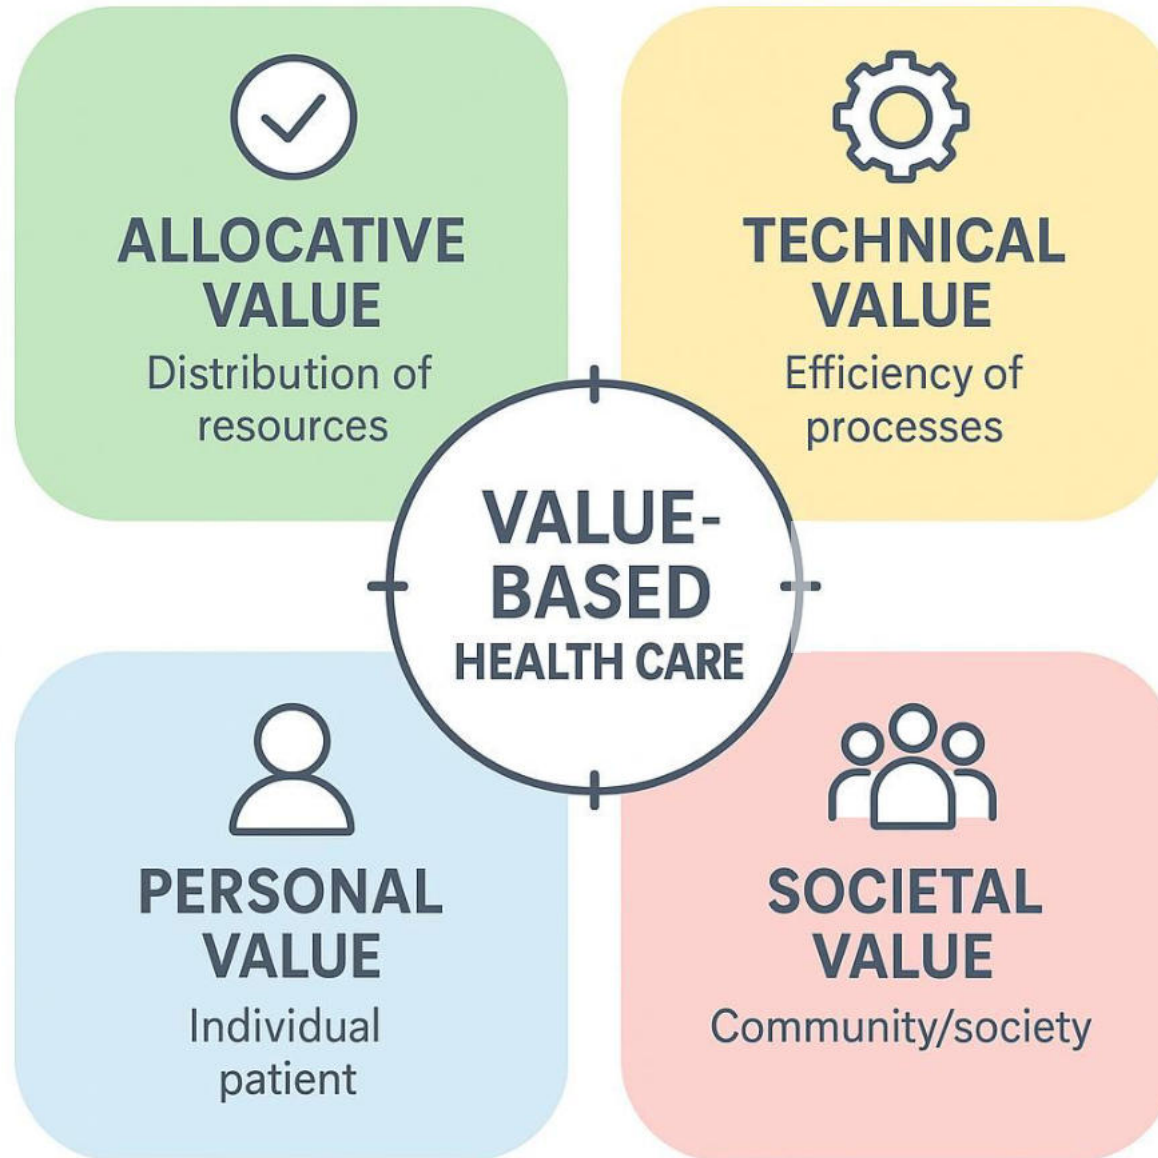 ALLOCATIVE
VALUE
Distribution of
resources
TECHNICAL
VALUE
Efficiency of
processes
VALUE-
BASED
HEALTH CARE
PERSONAL
VALUE
Individual
patient
SOCIETAL
VALUE
Community/society